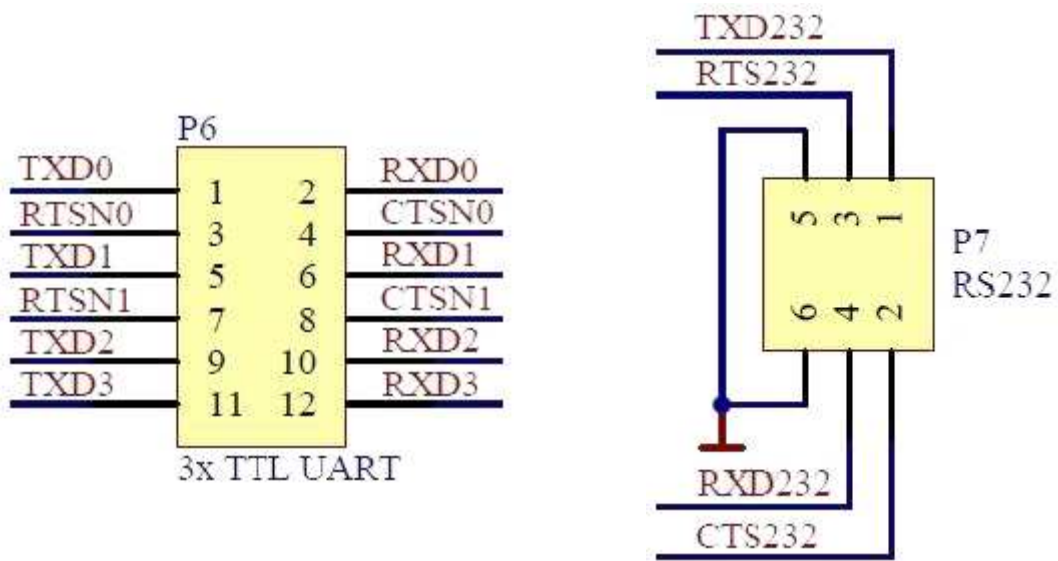 P6
TXD0 1 2 RXD0
RTSN0 3 4 CTSN0
TXD1 5 6 RXD1
RTSN1 7 8 CTSN1
TXD2 9 10 RXD2
TXD3 11 12 RXD3
3x TTL UART
TXD232
RTS232
5 3 1
P7
RS232
6 4 2
RXD232
CTS232